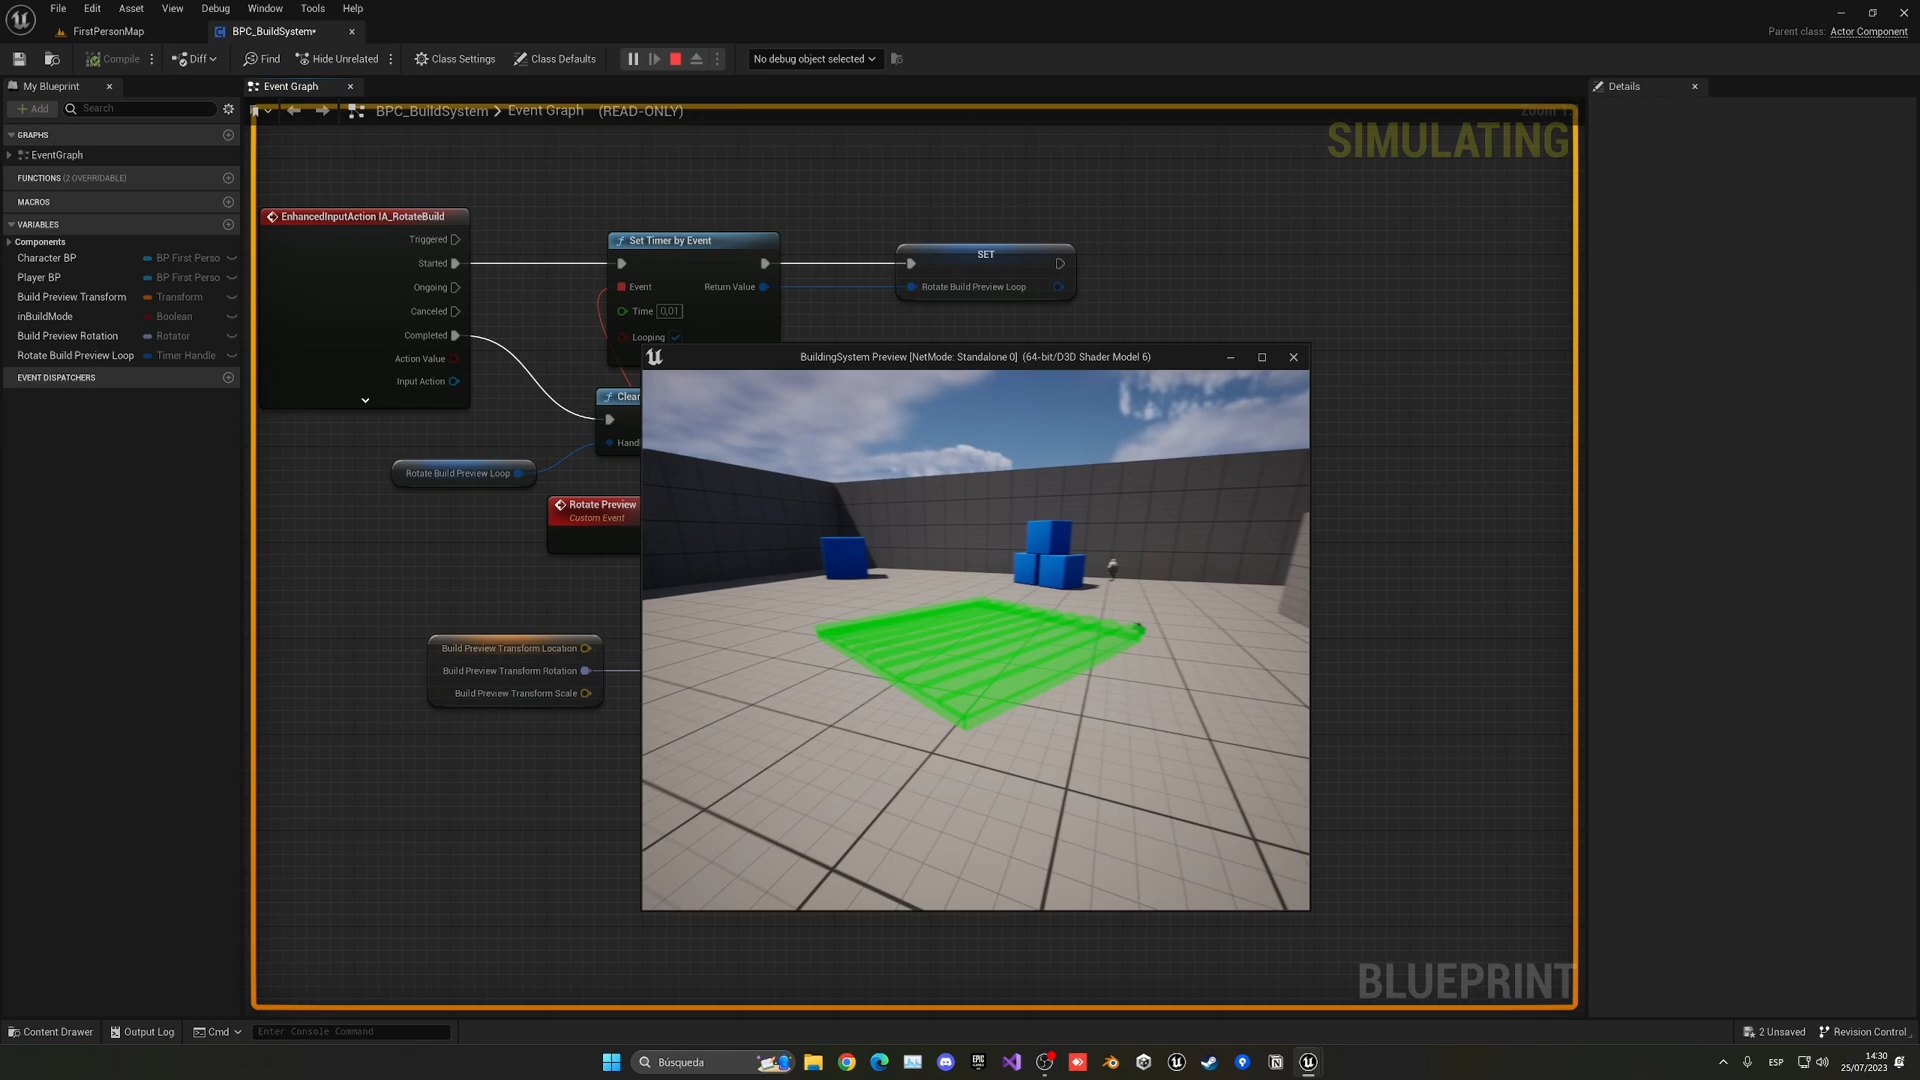 File Edit Asset View Debug Window Tools Help
FirstPersonMap
BPC_BuildSystem*
Parent class: Actor Component
Compile
Diff
Find
Hide Unrelated
Class Settings
Class Defaults
No debug object selected
My Blueprint
Event Graph
Details
Add
Search
BPC_BuildSystem > Event Graph (READ-ONLY)
SIMULATING
GRAPHS
EventGraph
FUNCTIONS (2 OVERRIDABLE)
MACROS
VARIABLES
Components
Character BP BP First Perso
Player BP BP First Perso
Build Preview Transform Transform
inBuildMode Boolean
Build Preview Rotation Rotator
Rotate Build Preview Loop Timer Handle
EVENT DISPATCHERS
EnhancedInputAction IA_RotateBuild
Triggered
Started
Ongoing
Canceled
Completed
Action Value
Input Action
Set Timer by Event
Event Return Value
Time 0,01
Looping
SET
Rotate Build Preview Loop
Clear
Handl
Rotate Build Preview Loop
Rotate Preview
Custom Event
Build Preview Transform Location
Build Preview Transform Rotation
Build Preview Transform Scale
BuildingSystem Preview [NetMode: Standalone 0] (64-bit/D3D Shader Model 6)
BLUEPRINT
Content Drawer
Output Log
Cmd
Enter Console Command
2 Unsaved
Revision Control
Búsqueda
EPIC GAMES
ESP
14:30
25/07/2023